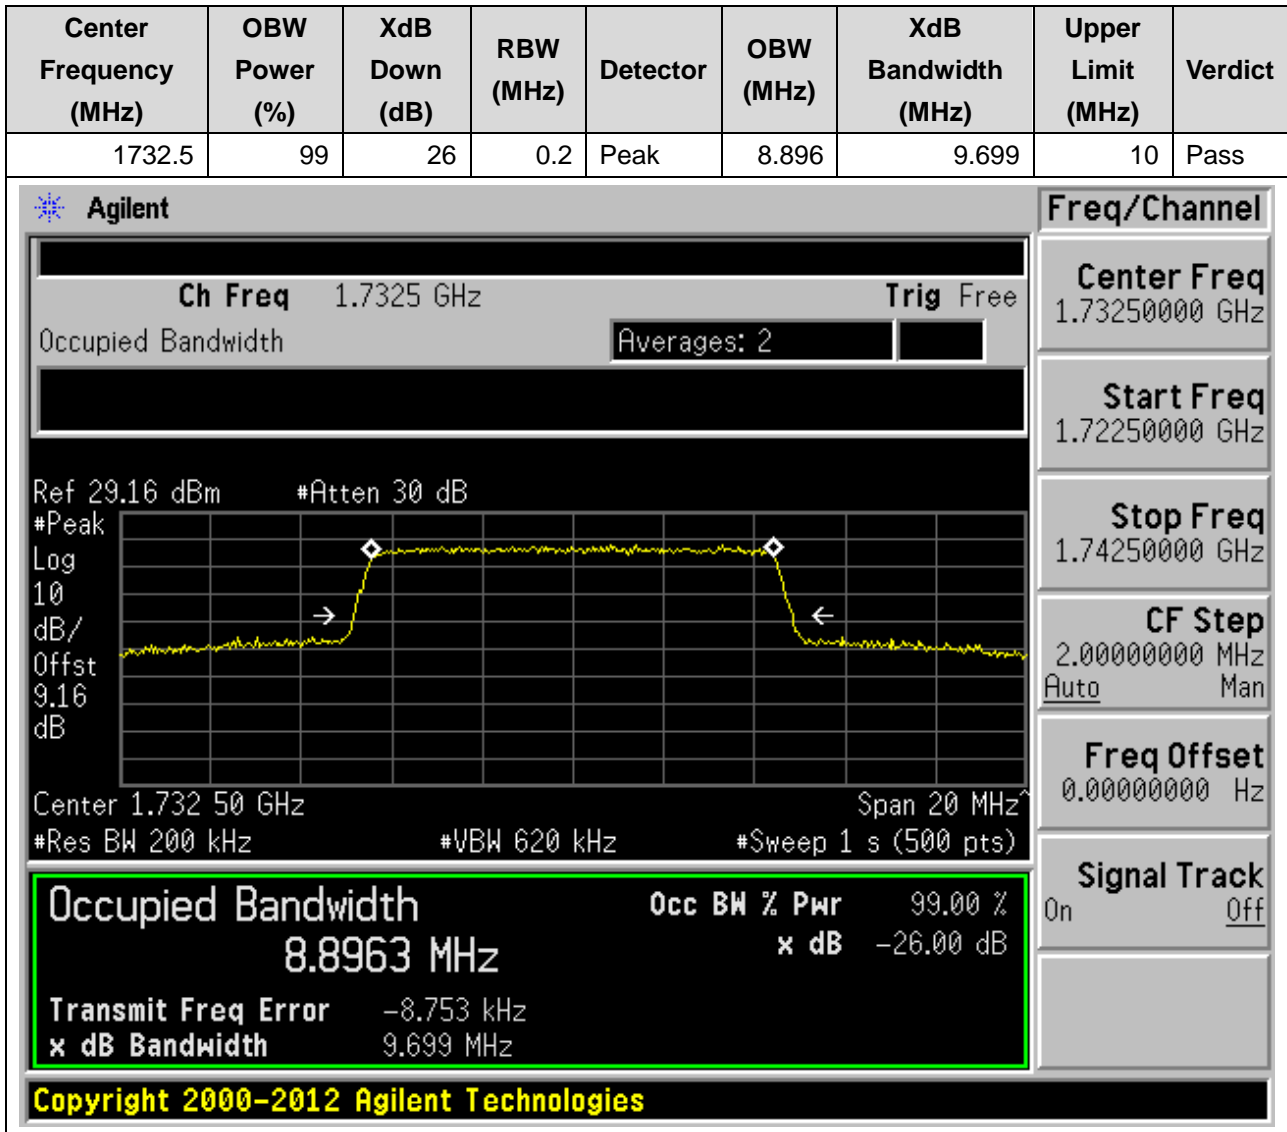 Center Frequency (MHz) OBW Power (%) XdB Down (dB) RBW (MHz) Detector OBW (MHz) XdB Bandwidth (MHz) Upper Limit (MHz) Verdict
1732.5 99 26 0.2 Peak 8.896 9.699 10 Pass
Agilent
Freq/Channel
Ch Freq 1.7325 GHz Trig Free
Occupied Bandwidth Averages: 2
Center Freq
1.73250000 GHz
Start Freq
1.72250000 GHz
Stop Freq
1.74250000 GHz
CF Step
2.00000000 MHz
Auto Man
Freq Offset
0.00000000 Hz
Signal Track
On Off
Ref 29.16 dBm #Atten 30 dB
#Peak
Log
10
dB/
Offst
9.16
dB
Center 1.732 50 GHz Span 20 MHz^
#Res BW 200 kHz #VBW 620 kHz #Sweep 1 s (500 pts)
Occupied Bandwidth
8.8963 MHz
Occ BW % Pwr 99.00 %
x dB -26.00 dB
Transmit Freq Error -8.753 kHz
x dB Bandwidth 9.699 MHz
Copyright 2000-2012 Agilent Technologies